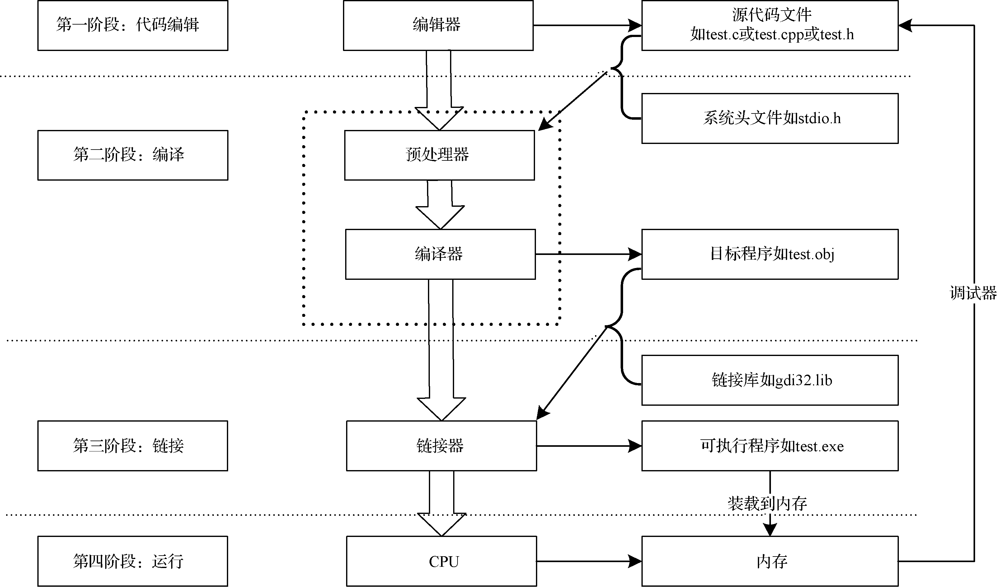 第一阶段：代码编辑
编辑器
源代码文件
如test.c或test.cpp或test.h
系统头文件如stdio.h
第二阶段：编译
预处理器
编译器
目标程序如test.obj
调试器
链接库如gdi32.lib
第三阶段：链接
链接器
可执行程序如test.exe
装载到内存
第四阶段：运行
CPU
内存